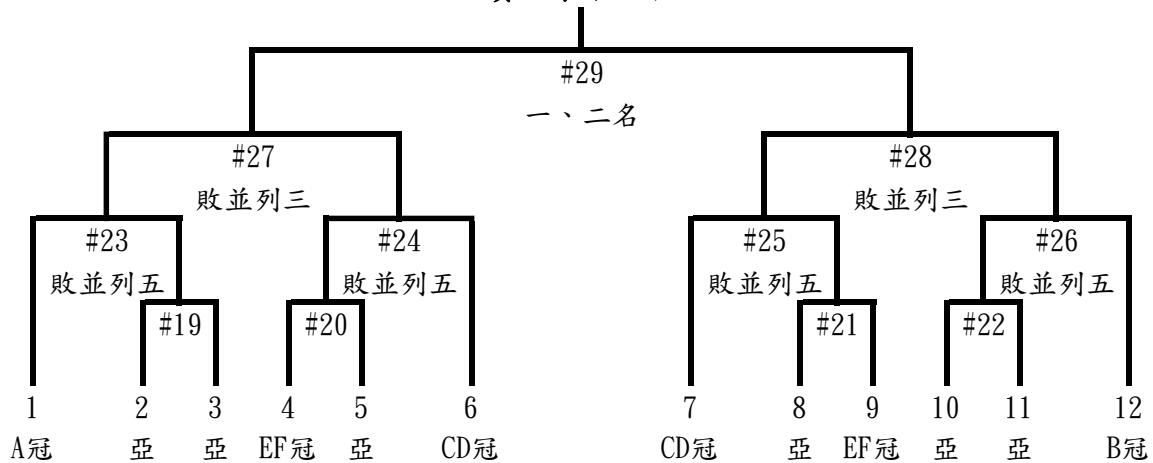 #29
一、二名
#27 #28
敗並列三 敗並列三
#23 #24 #25 #26
敗並列五 敗並列五 敗並列五 敗並列五
#19 #20 #21 #22
1 2 3 4 5 6 7 8 9 10 11 12
A冠 亞 亞 EF冠 亞 CD冠 CD冠 亞 EF冠 亞 亞 B冠